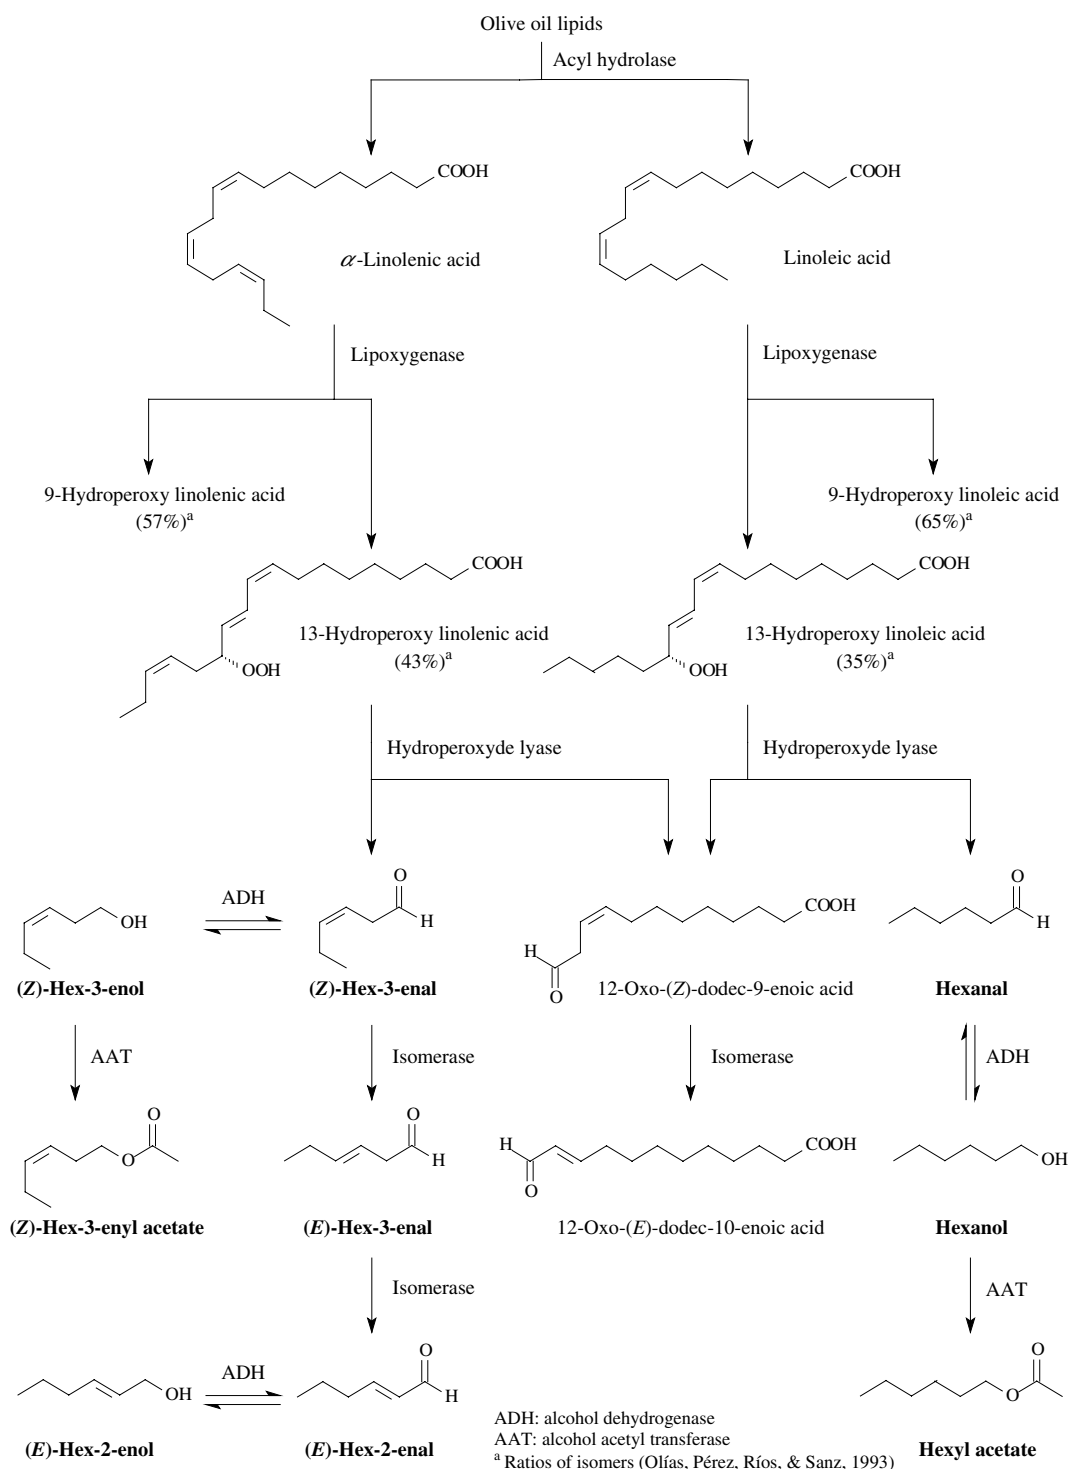 Olive oil lipids
Acyl hydrolase
COOH
COOH
α-Linolenic acid
Linoleic acid
Lipoxygenase
Lipoxygenase
9-Hydroperoxy linolenic acid
(57%)a
9-Hydroperoxy linoleic acid
(65%)a
COOH
COOH
13-Hydroperoxy linolenic acid
(43%)a
13-Hydroperoxy linoleic acid
(35%)a
OOH
OOH
Hydroperoxyde lyase
Hydroperoxyde lyase
OH
ADH
O
H
COOH
H
O
O
H
(Z)-Hex-3-enol
(Z)-Hex-3-enal
12-Oxo-(Z)-dodec-9-enoic acid
Hexanal
AAT
Isomerase
Isomerase
ADH
O
O
O
H
H
O
COOH
OH
(Z)-Hex-3-enyl acetate
(E)-Hex-3-enal
12-Oxo-(E)-dodec-10-enoic acid
Hexanol
Isomerase
AAT
OH
ADH
O
H
O
O
(E)-Hex-2-enol
(E)-Hex-2-enal
Hexyl acetate
ADH: alcohol dehydrogenase
AAT: alcohol acetyl transferase
a Ratios of isomers (Olías, Pérez, Ríos, & Sanz, 1993)